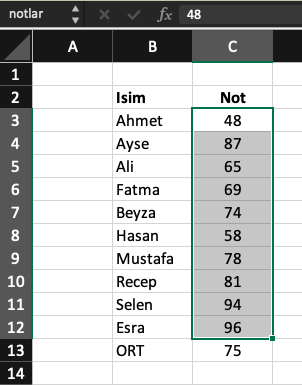 notlar fx 48
A B C
1
2 Isim Not
3 Ahmet 48
4 Ayse 87
5 Ali 65
6 Fatma 69
7 Beyza 74
8 Hasan 58
9 Mustafa 78
10 Recep 81
11 Selen 94
12 Esra 96
13 ORT 75
14